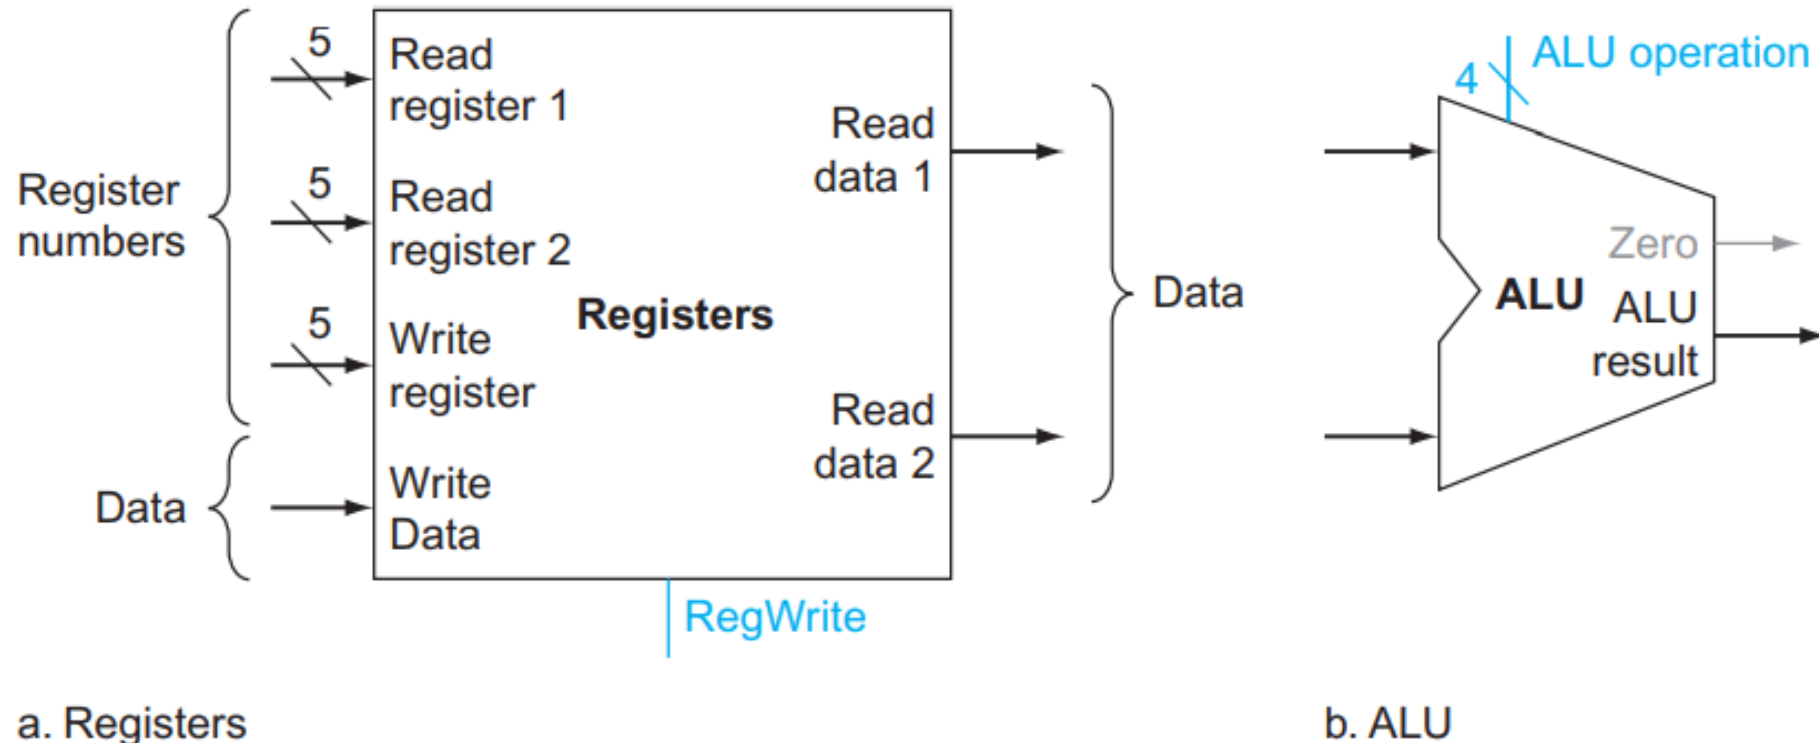 5
Read
register 1
5
Read
register 2
5
Write
register
Write
Data
Register
numbers
Data
Registers
Read
data 1
Read
data 2
Data
RegWrite
a. Registers
4
ALU operation
Zero
ALU
ALU
result
b. ALU